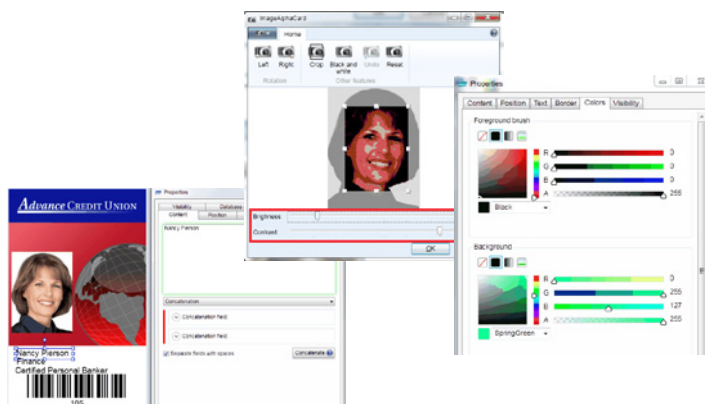 ImageAlphaCard
Home
Left
Right
Crop
Black and white
Undo
Reset
Rotation
Other features
Brightness
Contrast
OK
Properties
Content
Position
Text
Border
Colors
Visibility
Foreground brush
R
0
G
0
B
0
A
255
Black
Background
R
0
G
255
B
127
A
255
SpringGreen
Advance CREDIT UNION
Nancy Pierson
Finance
Certified Personal Banker
Properties
Visibility
Database
Content
Position
Nancy Pierson
Concatenation
Concatenation field
Concatenation field
Separate fields with spaces
Concatenate